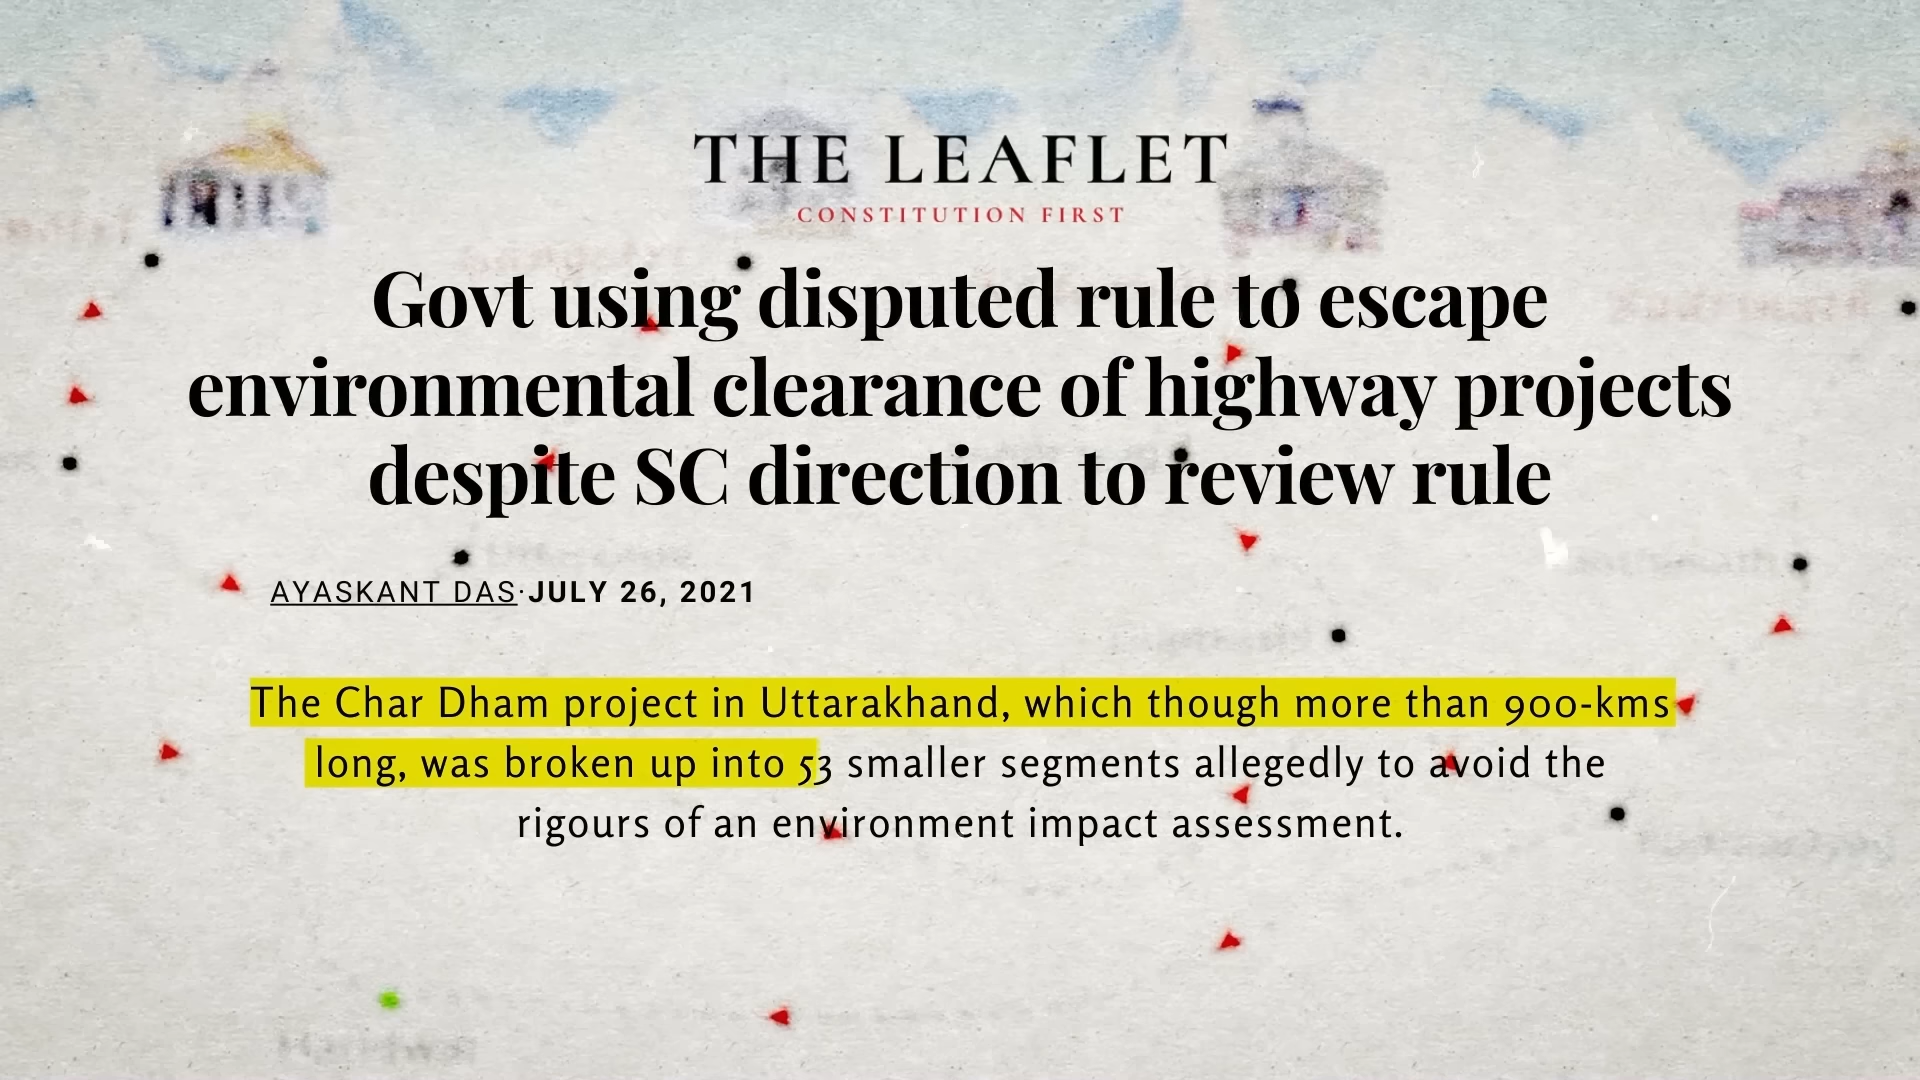 THE LEAFLET
CONSTITUTION FIRST
Govt using disputed rule to escape
environmental clearance of highway projects
despite SC direction to review rule
AYASKANT DAS·JULY 26, 2021
The Char Dham project in Uttarakhand, which though more than 900-kms
long, was broken up into 53 smaller segments allegedly to avoid the
rigours of an environment impact assessment.